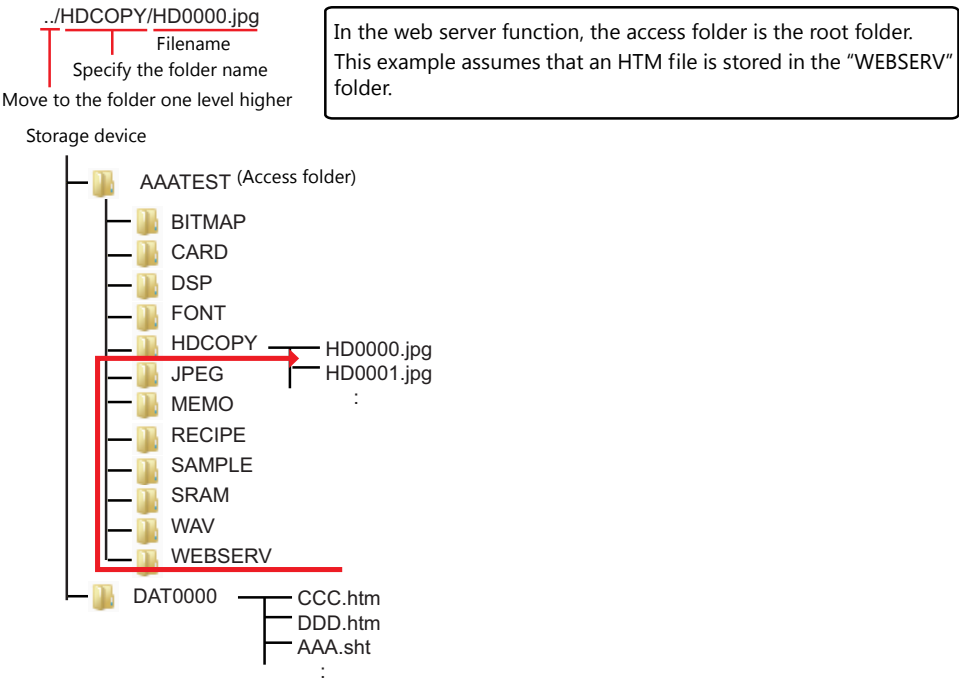 ../HDCOPY/HD0000.jpg
Filename
Specify the folder name
Move to the folder one level higher
In the web server function, the access folder is the root folder.
This example assumes that an HTM file is stored in the “WEBSERV”
folder.
Storage device
AAATEST (Access folder)
BITMAP
CARD
DSP
FONT
HDCOPY
HD0000.jpg
JPEG
HD0001.jpg
MEMO
:
RECIPE
SAMPLE
SRAM
WAV
WEBSERV
DAT0000
CCC.htm
DDD.htm
AAA.sht
: